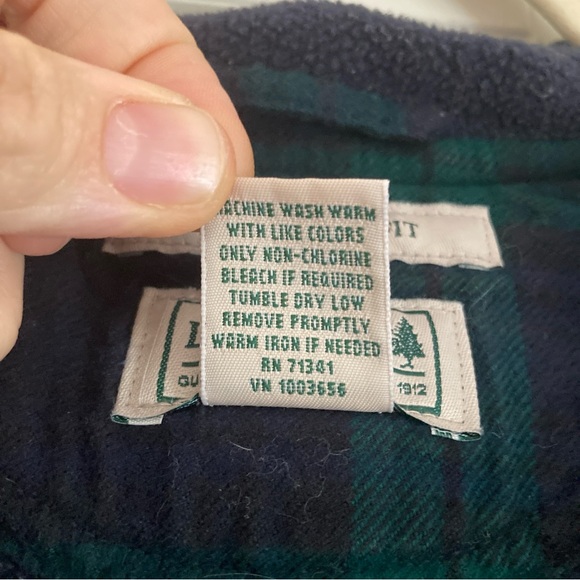 MACHINE WASH WARM
WITH LIKE COLORS
ONLY NON-CHLORINE
BLEACH IF REQUIRED
TUMBLE DRY LOW
REMOVE PROMPTLY
WARM IRON IF NEEDED
RN 71341
VN 1003656
1912